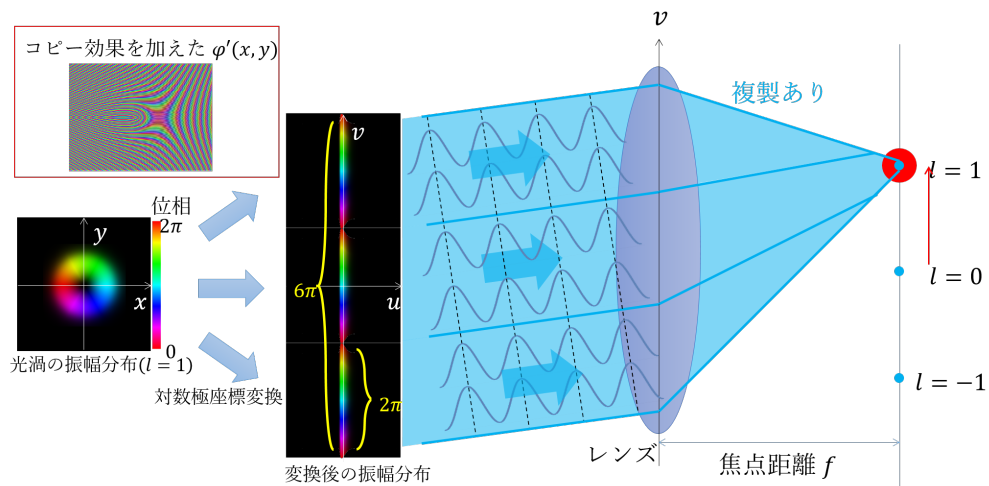 コピー効果を加えた φ′(x, y)
位相
2π
y
x
0
光渦の振幅分布(l = 1)
対数極座標変換
v
u
6π
2π
変換後の振幅分布
v
複製あり
l = 1
l = 0
l = −1
レンズ
焦点距離 f